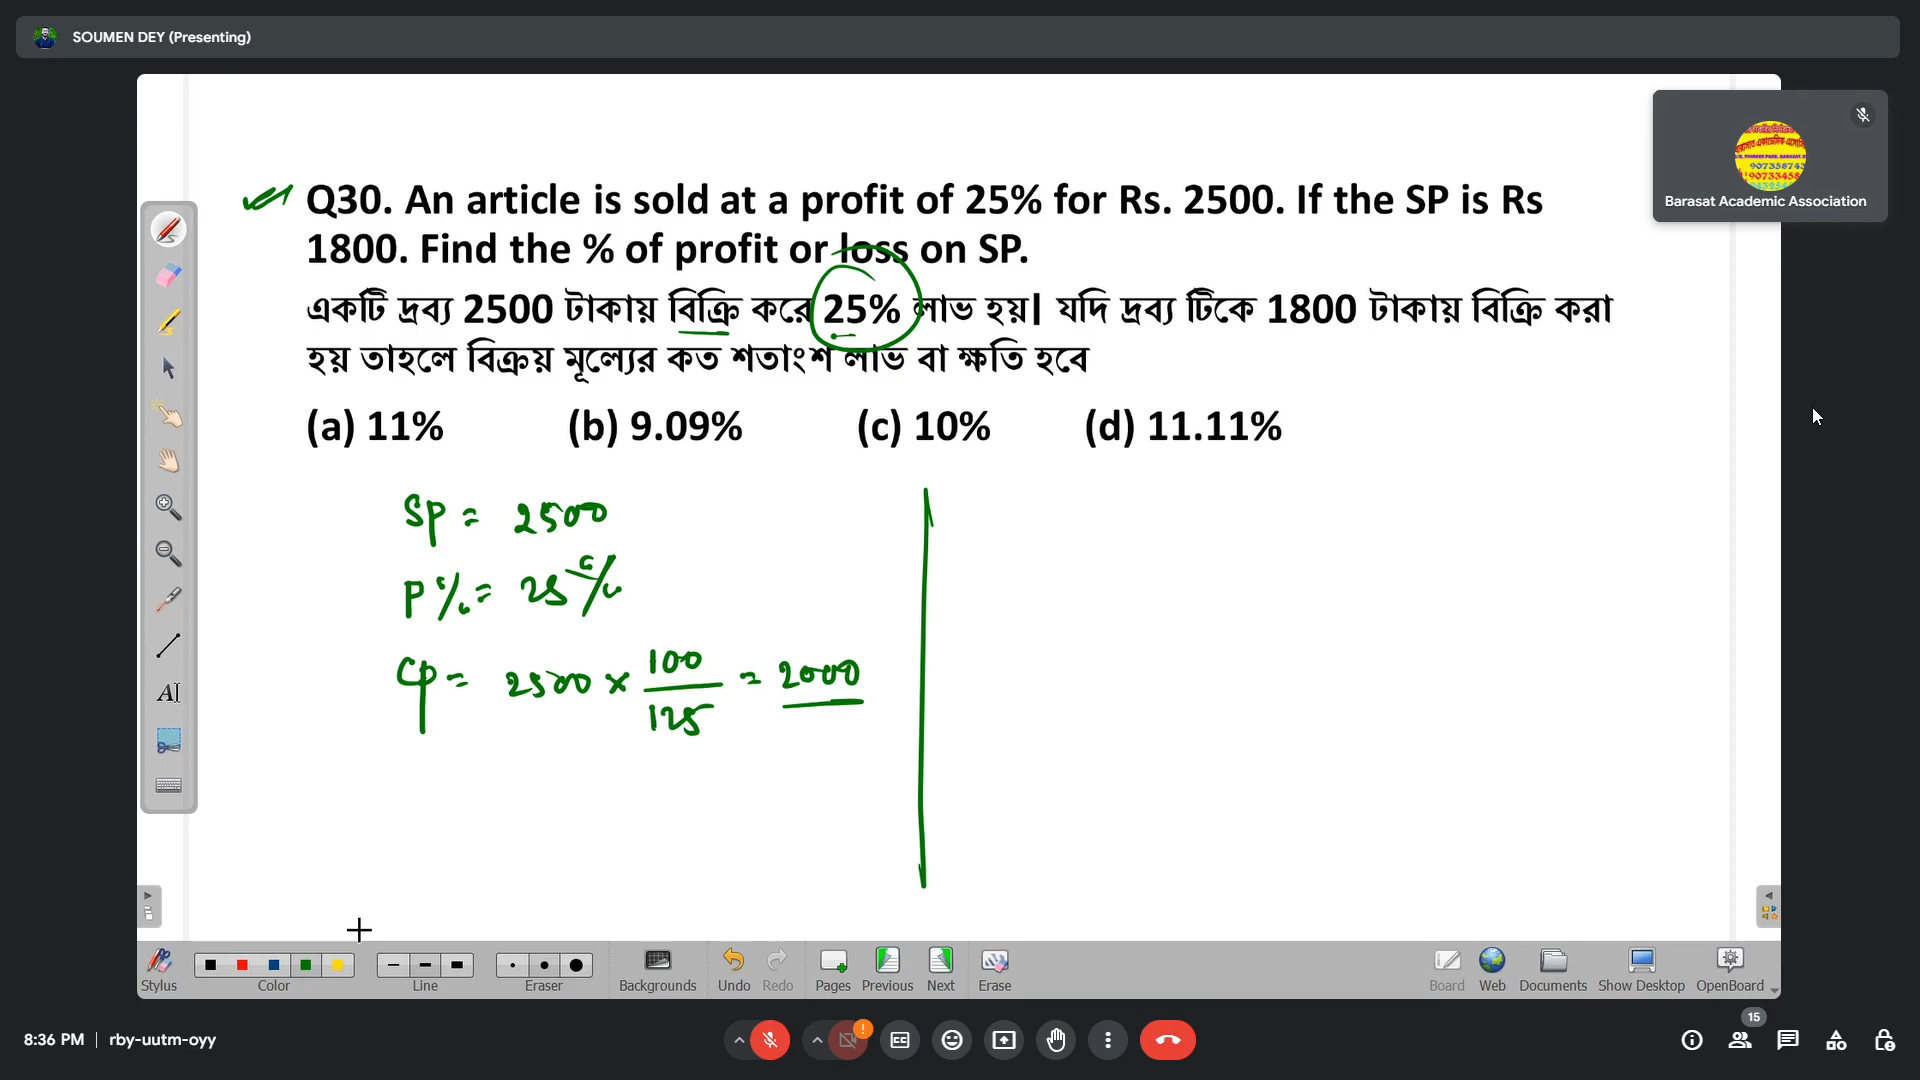 SOUMEN DEY (Presenting)
Barasat Academic Association
Q30. An article is sold at a profit of 25% for Rs. 2500. If the SP is Rs
1800. Find the % of profit or loss on SP.
একটি দ্রব্য 2500 টাকায় বিক্রি করে 25% লাভ হয়| যদি দ্রব্য টিকে 1800 টাকায় বিক্রি করা
হয় তাহলে বিক্রয় মূল্যের কত শতাংশ লাভ বা ক্ষতি হবে
(a) 11% (b) 9.09% (c) 10% (d) 11.11%
SP = 2500
P % = 25 %
CP = 2500 × 100/125 = 2000
Stylus Color Line Eraser Backgrounds Undo Redo Pages Previous Next Erase Board Web Documents Show Desktop OpenBoard
8:36 PM | rby-uutm-oyy
15